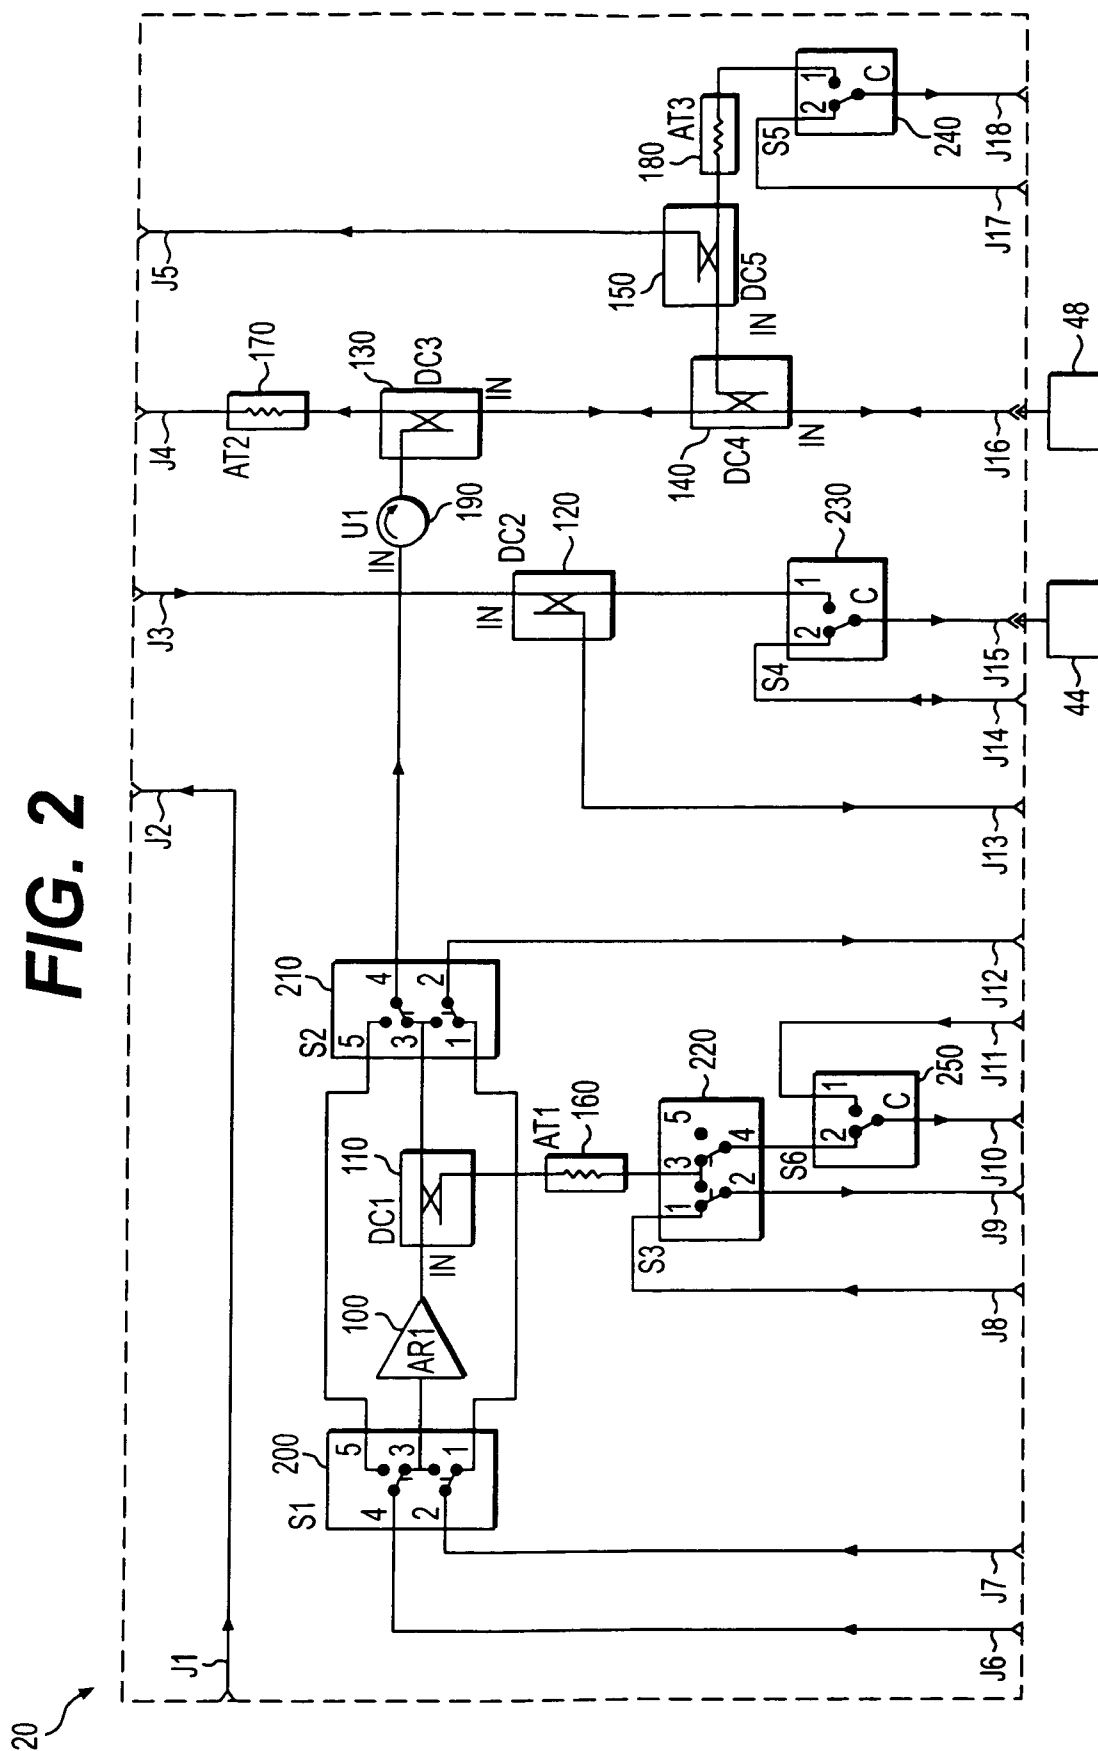 FIG. 2
20
J1
J2
J3
J4
J5
AT2
170
130
DC3
IN
U1
IN
190
DC2
120
IN
140
DC4
IN
150
DC5
IN
180
AT3
S5
1
2
C
240
S4
1
2
C
230
S1
200
5
3
1
4
2
100
AR1
DC1
110
IN
S2
210
5
3
1
4
2
AT1
160
S3
220
1
3
5
2
4
S6
1
2
C
250
J6
J7
J8
J9
J10
J11
J12
J13
J14
J15
J16
J17
J18
44
48